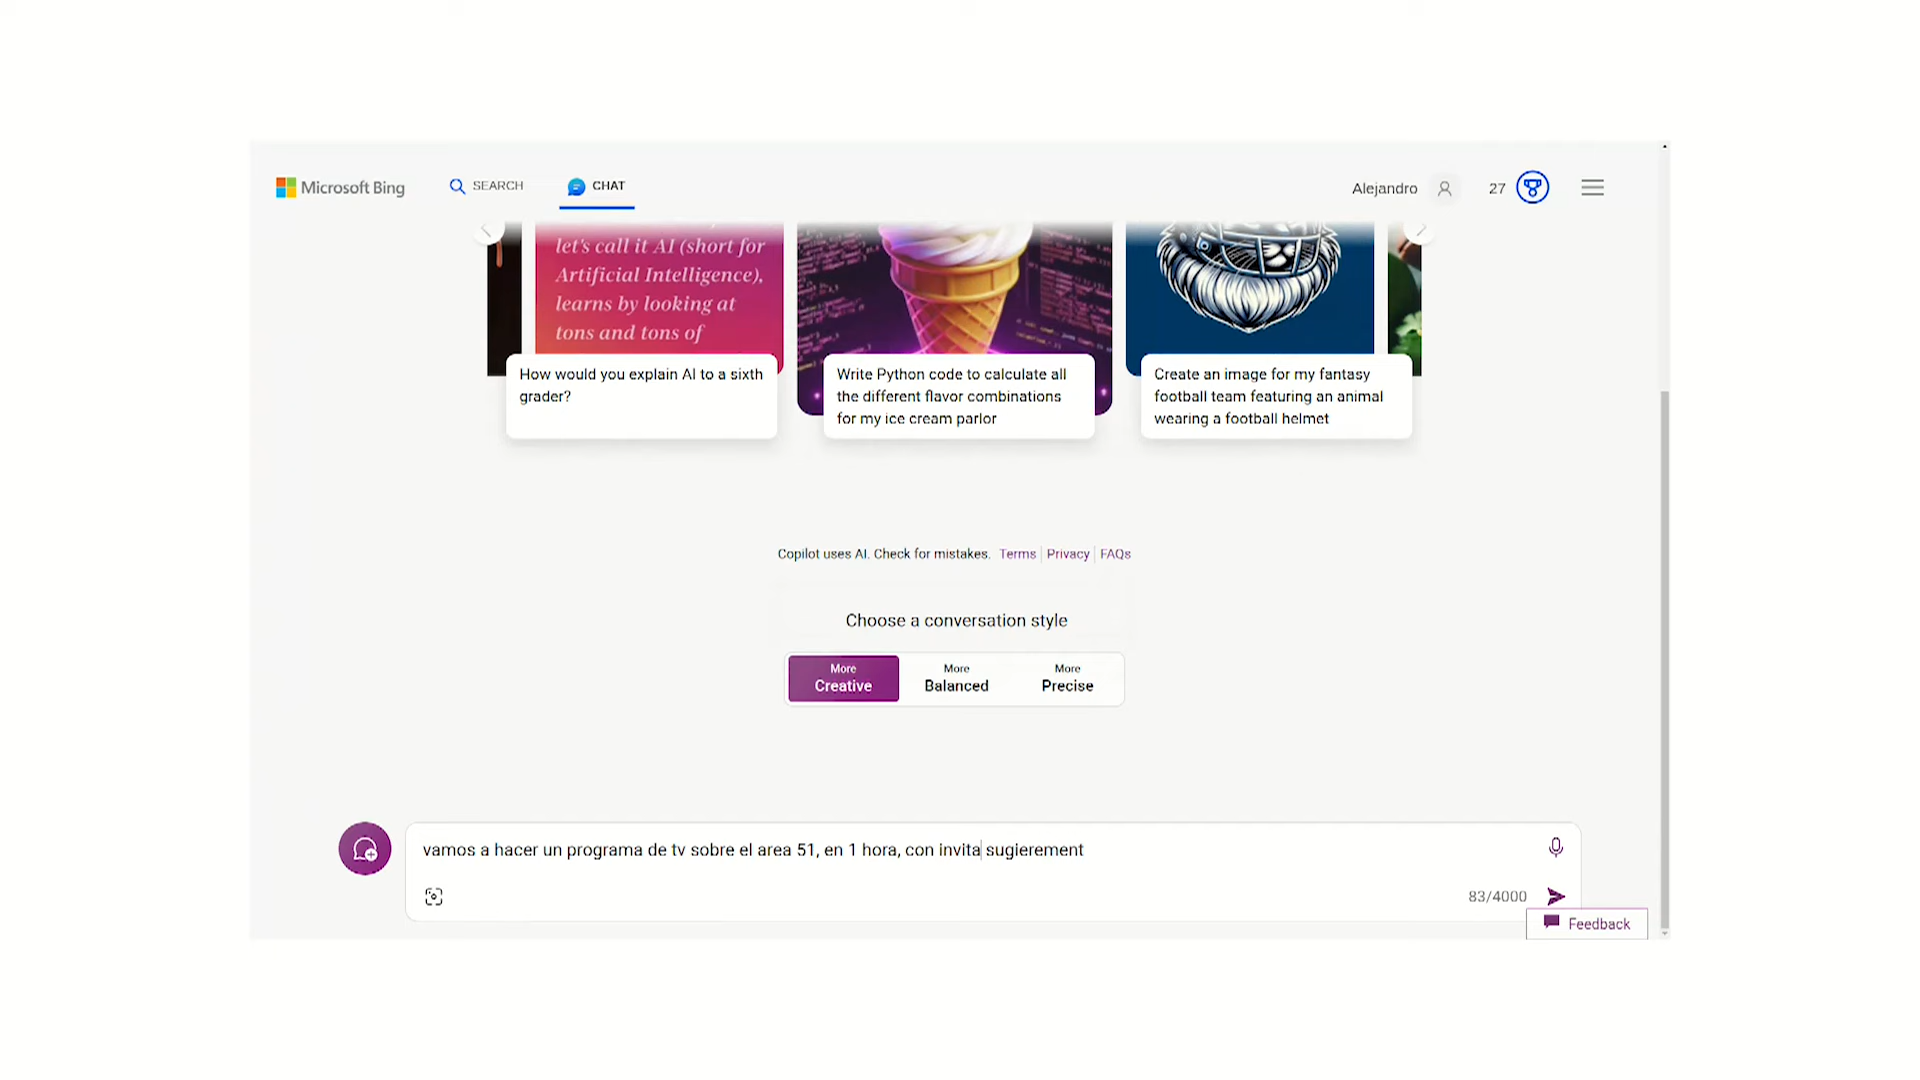 Microsoft Bing
SEARCH
CHAT
Alejandro
27
let's call it AI (short for
Artificial Intelligence),
learns by looking at
tons and tons of
How would you explain AI to a sixth
grader?
Write Python code to calculate all
the different flavor combinations
for my ice cream parlor
Create an image for my fantasy
football team featuring an animal
wearing a football helmet
Copilot uses AI. Check for mistakes. Terms Privacy FAQs
Choose a conversation style
More
Creative
More
Balanced
More
Precise
vamos a hacer un programa de tv sobre el area 51, en 1 hora, con invita sugierement
83/4000
Feedback